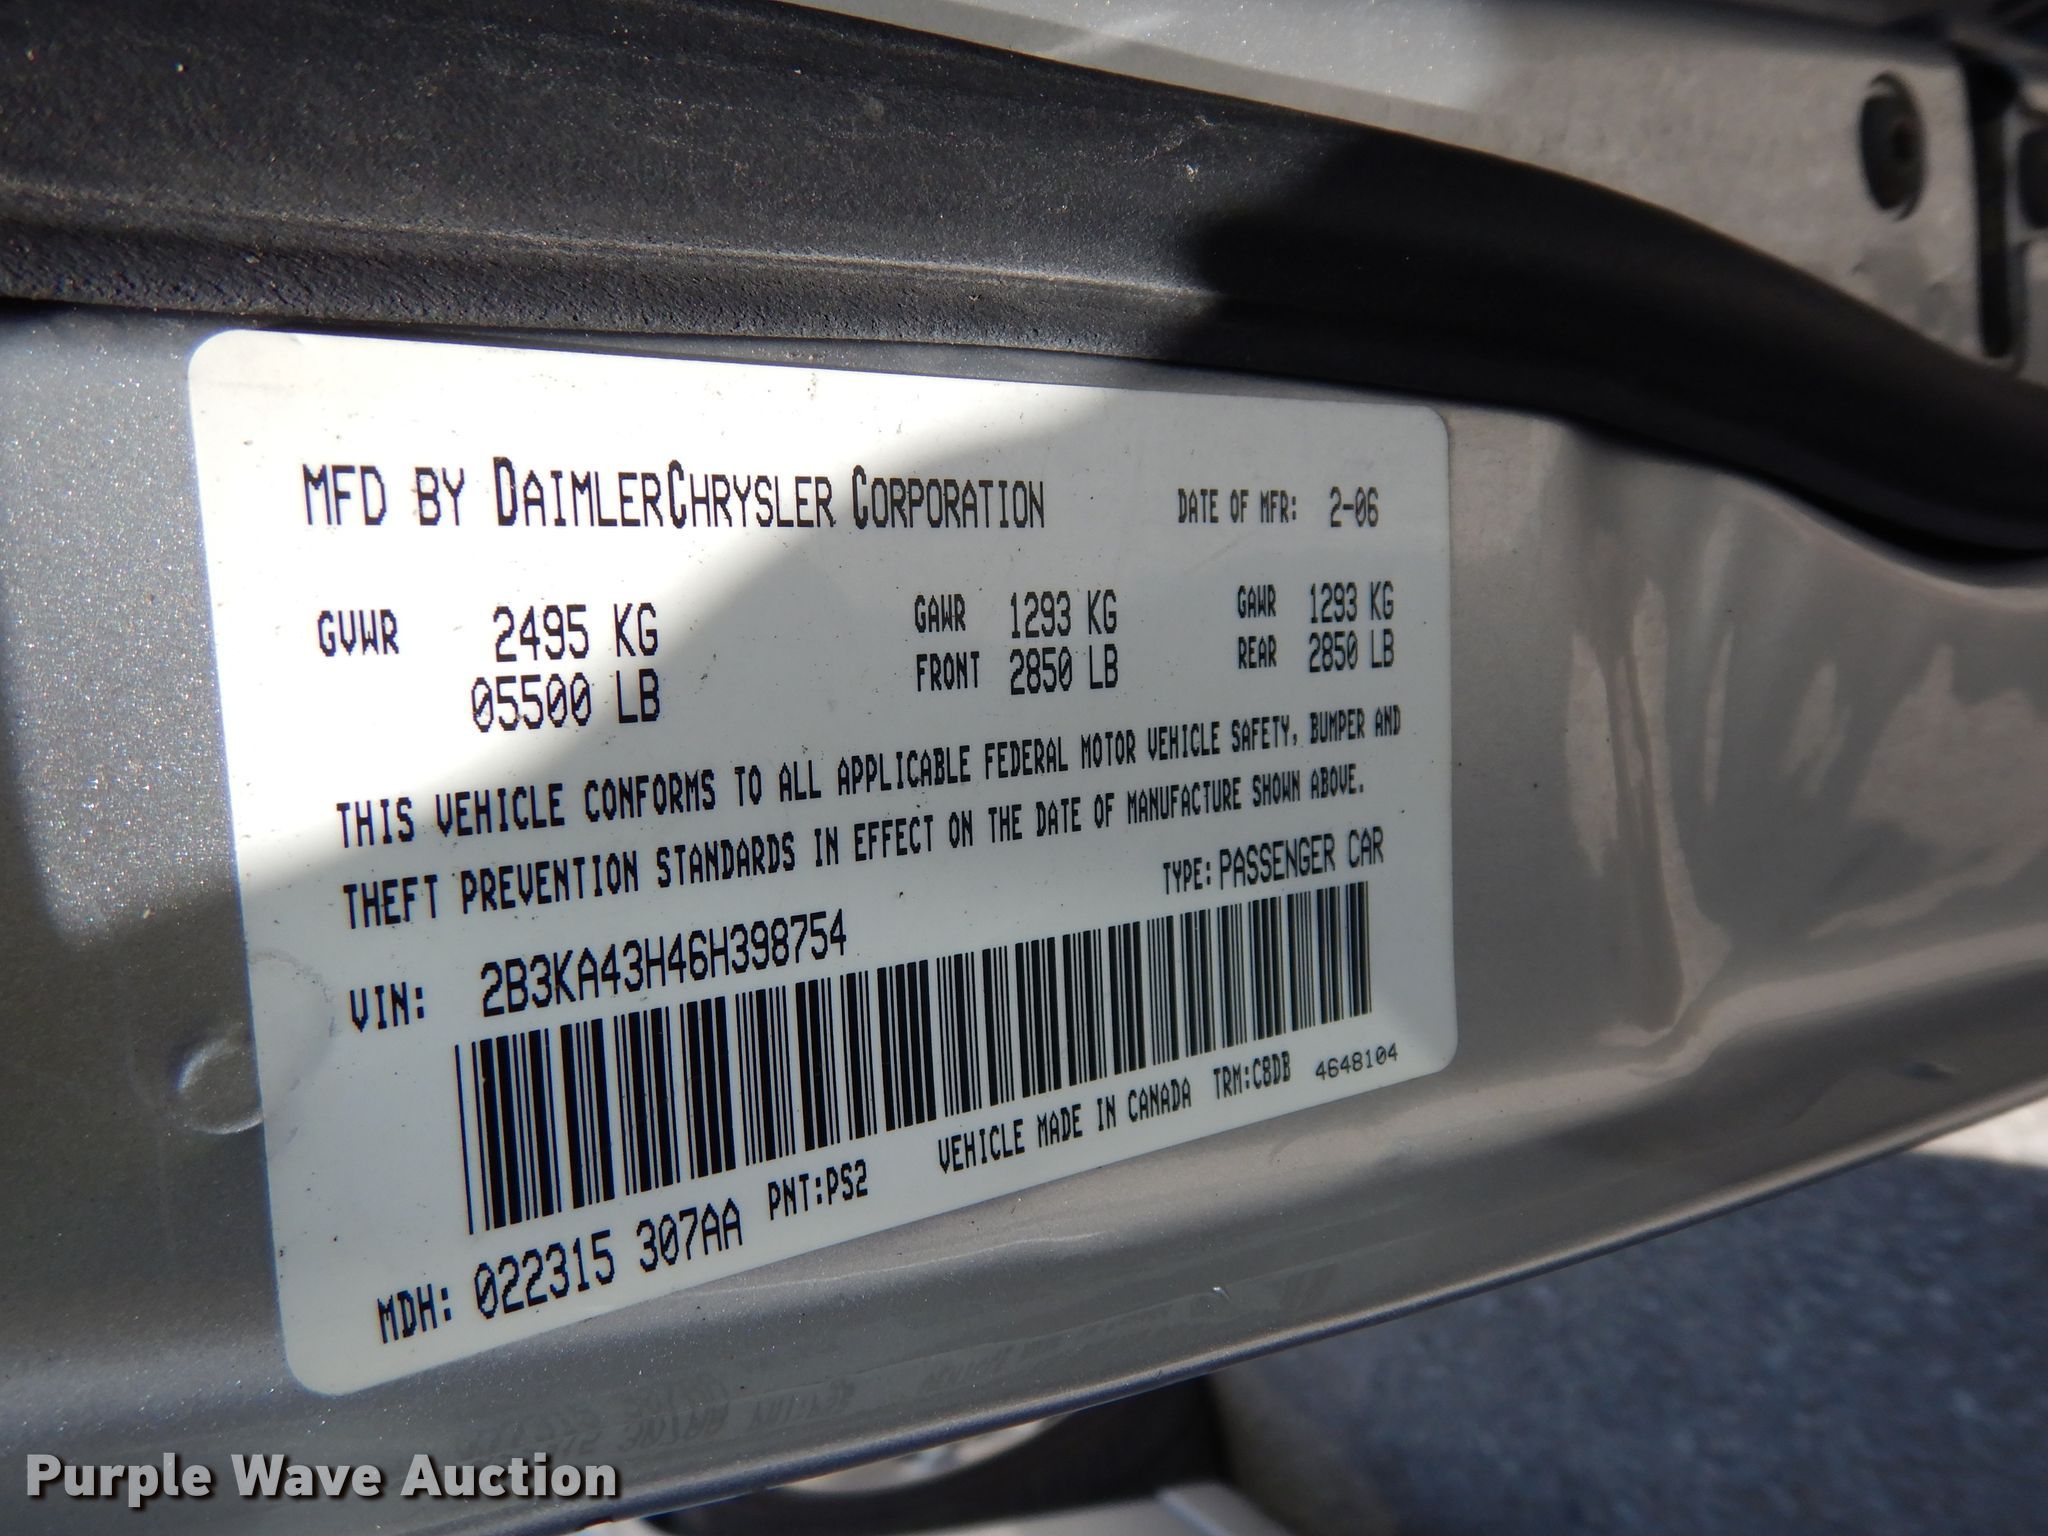 MFD BY DAIMLERCHRYSLER CORPORATION DATE OF MFR: 2-06
GVWR 2495 KG GAWR 1293 KG GAWR 1293 KG
05500 LB FRONT 2850 LB REAR 2850 LB
THIS VEHICLE CONFORMS TO ALL APPLICABLE FEDERAL MOTOR VEHICLE SAFETY, BUMPER AND
THEFT PREVENTION STANDARDS IN EFFECT ON THE DATE OF MANUFACTURE SHOWN ABOVE.
VIN: 2B3KA43H46H398754 TYPE: PASSENGER CAR
MDH: 022315 307AA PNT:PS2 VEHICLE MADE IN CANADA TRM:C8DB 4648104
Purple Wave Auction